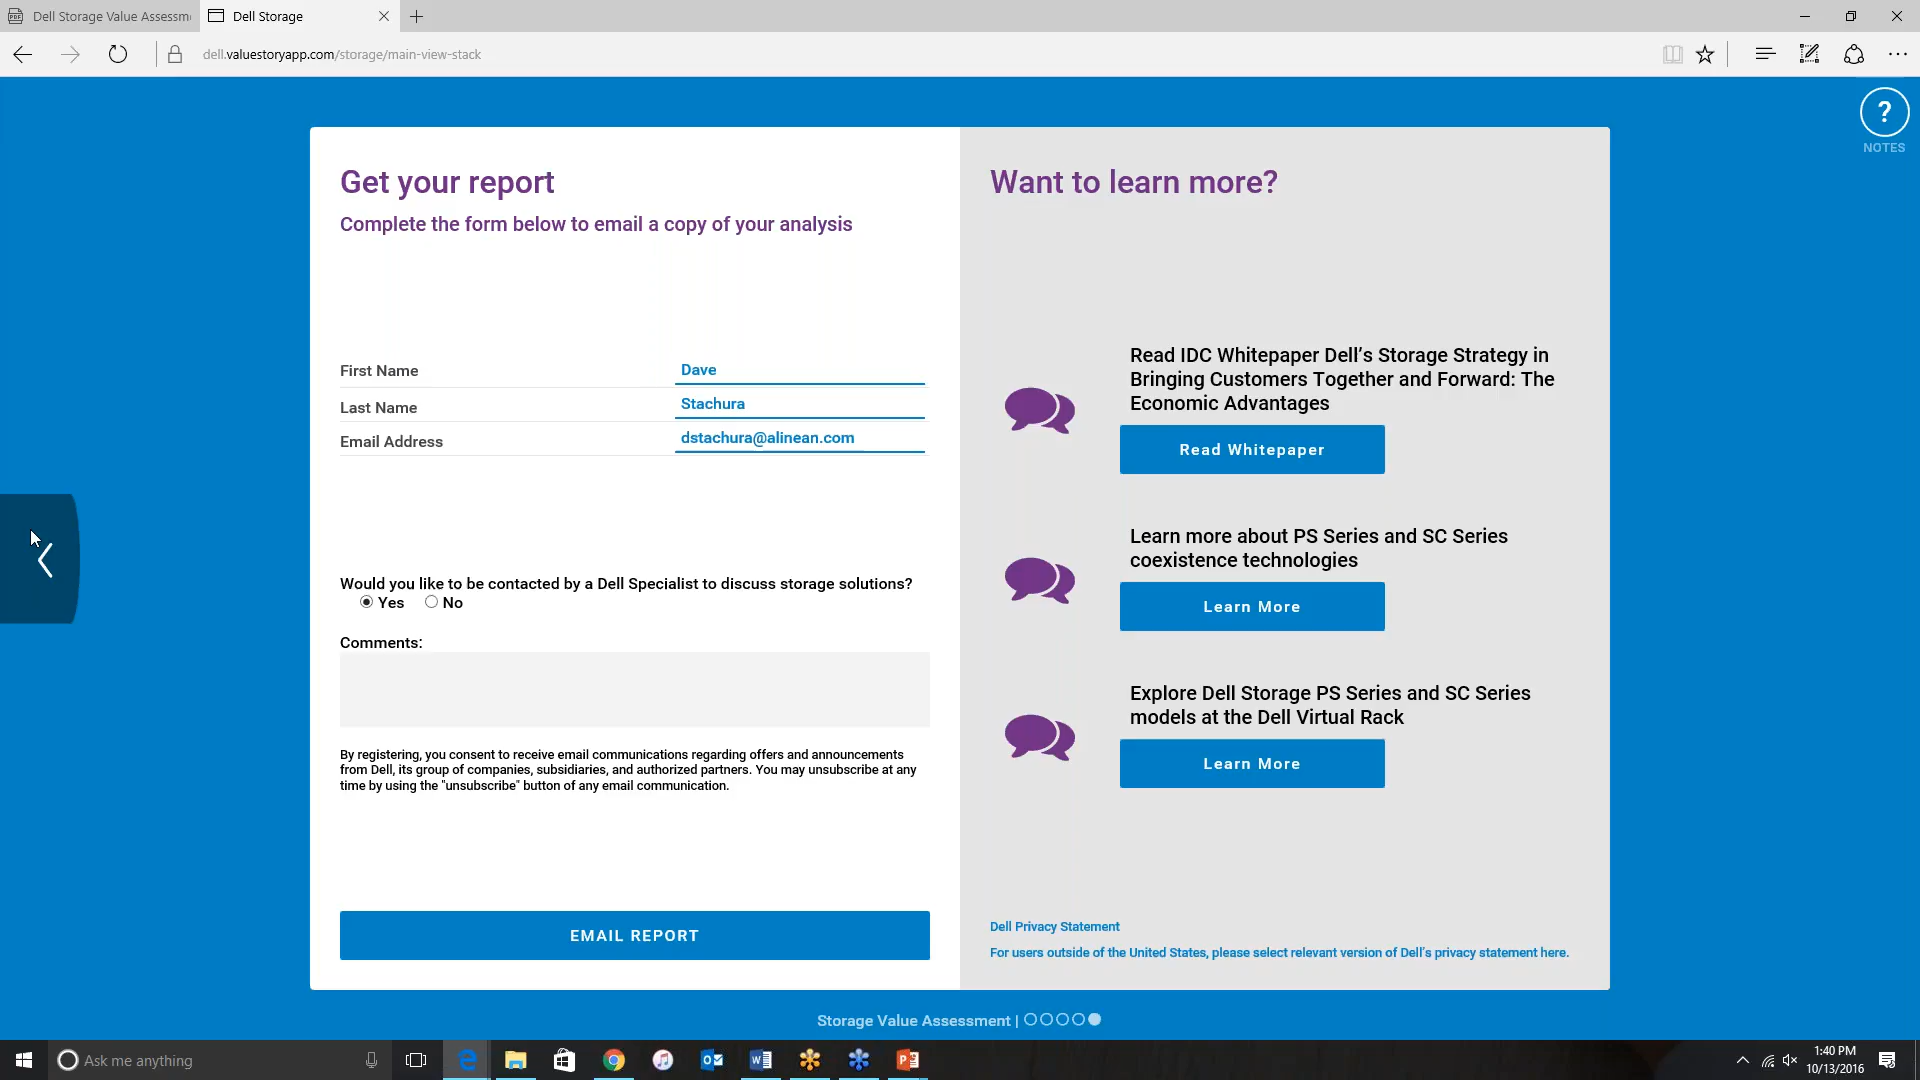 Dell Storage Value Assessm
Dell Storage
dell.valuestoryapp.com/storage/main-view-stack
?
NOTES
Get your report
Complete the form below to email a copy of your analysis
First Name
Dave
Last Name
Stachura
Email Address
dstachura@alinean.com
Would you like to be contacted by a Dell Specialist to discuss storage solutions?
Yes No
Comments:
By registering, you consent to receive email communications regarding offers and announcements
from Dell, its group of companies, subsidiaries, and authorized partners. You may unsubscribe at any
time by using the "unsubscribe" button of any email communication.
EMAIL REPORT
Want to learn more?
Read IDC Whitepaper Dell’s Storage Strategy in
Bringing Customers Together and Forward: The
Economic Advantages
Read Whitepaper
Learn more about PS Series and SC Series
coexistence technologies
Learn More
Explore Dell Storage PS Series and SC Series
models at the Dell Virtual Rack
Learn More
Dell Privacy Statement
For users outside of the United States, please select relevant version of Dell's privacy statement here.
Storage Value Assessment |
Ask me anything
1:40 PM
10/13/2016